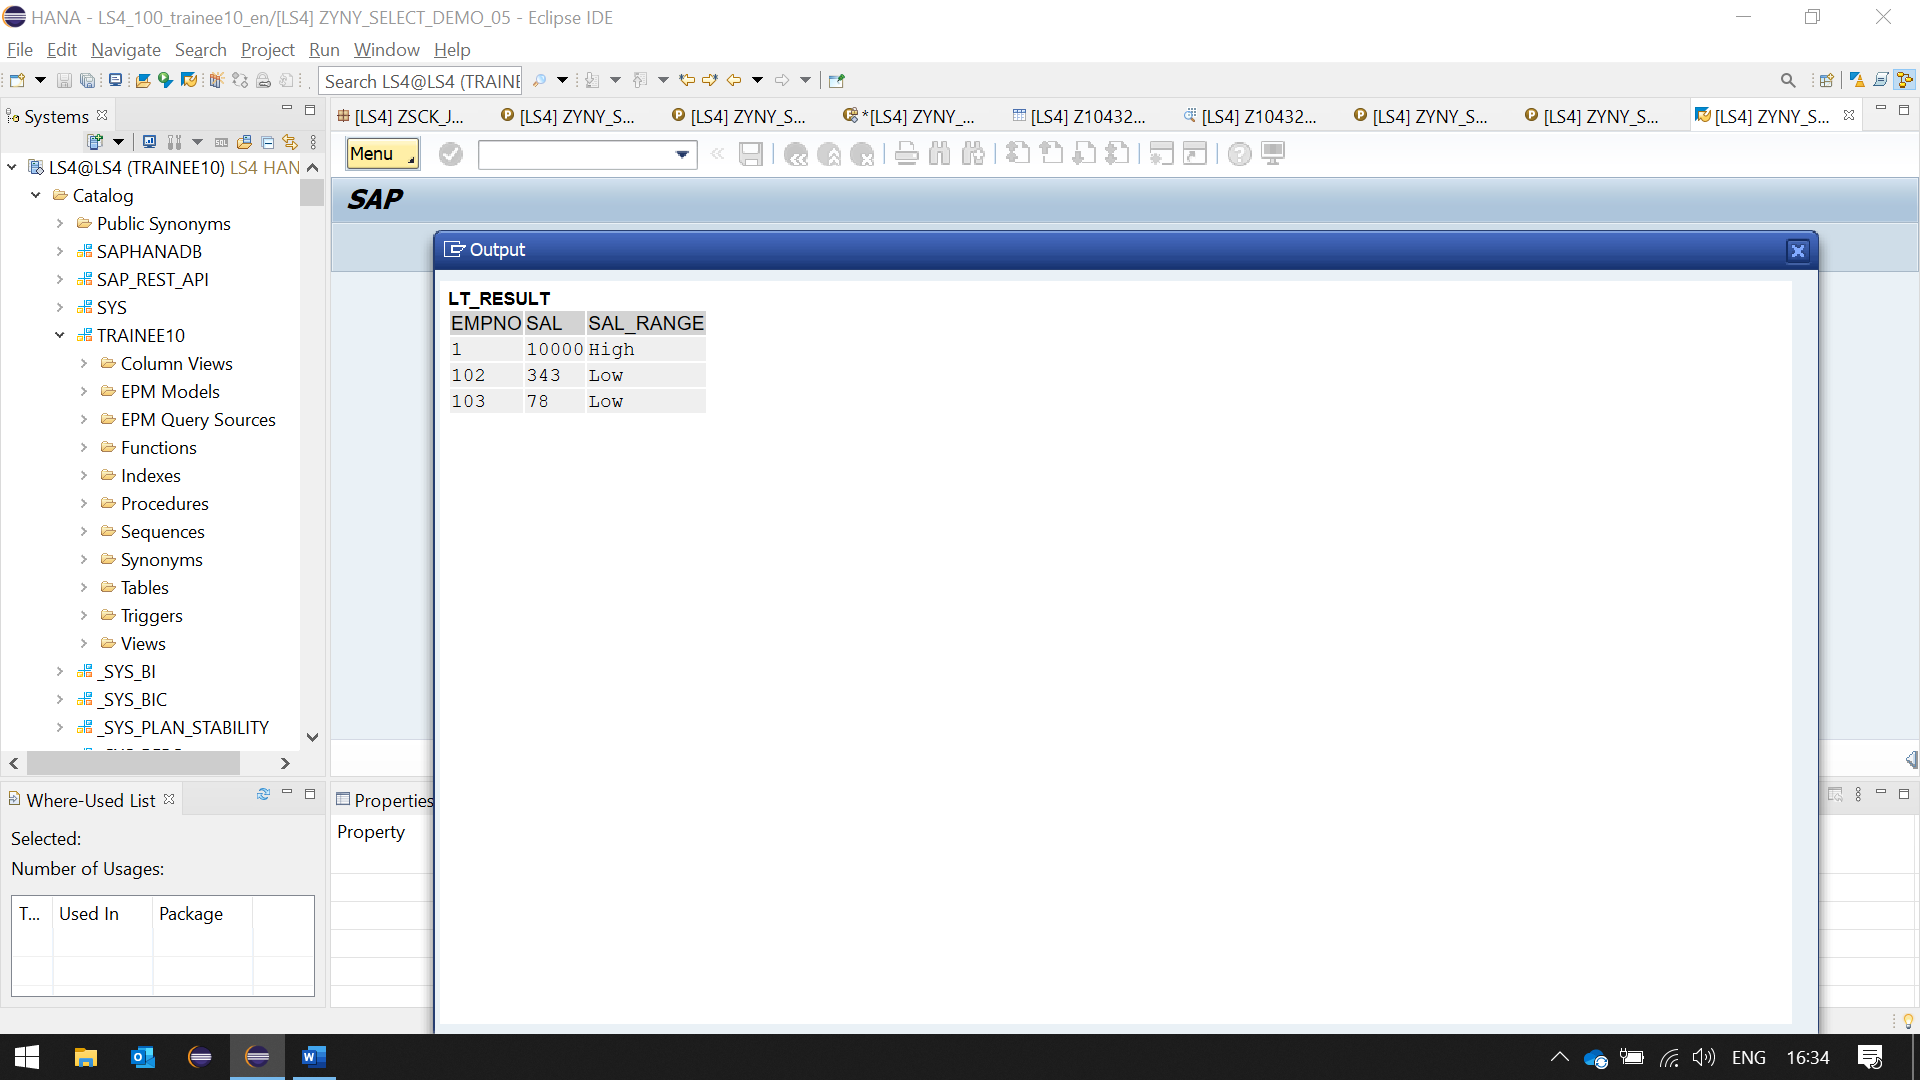 HANA - LS4_100_trainee10_en/[LS4] ZYNY_SELECT_DEMO_05 - Eclipse IDE
File Edit Navigate Search Project Run Window Help
Search LS4@LS4 (TRAINE
Systems
[LS4] ZSCK_J... [LS4] ZYNY_S... [LS4] ZYNY_S... *[LS4] ZYNY_... [LS4] Z10432... [LS4] Z10432... [LS4] ZYNY_S... [LS4] ZYNY_S... [LS4] ZYNY_S...
Menu
SAP
LS4@LS4 (TRAINEE10) LS4 HAN
Catalog
Public Synonyms
SAPHANADB
SAP_REST_API
SYS
TRAINEE10
Column Views
EPM Models
EPM Query Sources
Functions
Indexes
Procedures
Sequences
Synonyms
Tables
Triggers
Views
_SYS_BI
_SYS_BIC
_SYS_PLAN_STABILITY
Output
LT_RESULT
EMPNO SAL SAL_RANGE
1 10000 High
102 343 Low
103 78 Low
Where-Used List
Selected:
Number of Usages:
T... Used In Package
Properties
Property
ENG 16:34